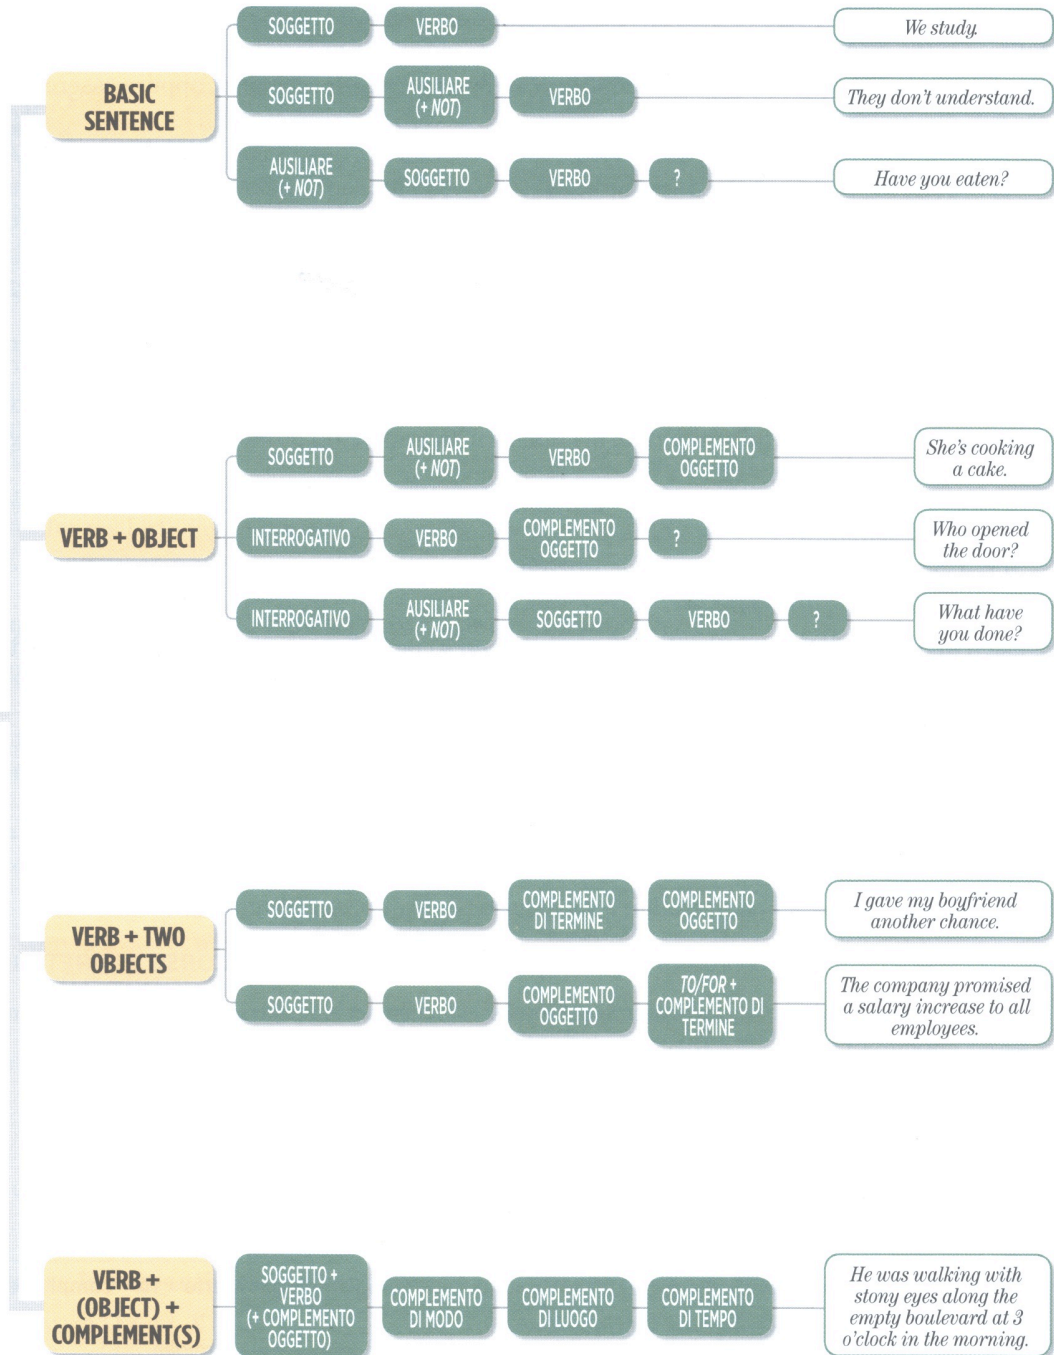 BASIC
SENTENCE
SOGGETTO
VERBO
We study.
SOGGETTO
AUSILIARE
(+ NOT)
VERBO
They don't understand.
AUSILIARE
(+ NOT)
SOGGETTO
VERBO
?
Have you eaten?
VERB + OBJECT
SOGGETTO
AUSILIARE
(+ NOT)
VERBO
COMPLEMENTO
OGGETTO
She's cooking
a cake.
INTERROGATIVO
VERBO
COMPLEMENTO
OGGETTO
?
Who opened
the door?
INTERROGATIVO
AUSILIARE
(+ NOT)
SOGGETTO
VERBO
?
What have
you done?
VERB + TWO
OBJECTS
SOGGETTO
VERBO
COMPLEMENTO
DI TERMINE
COMPLEMENTO
OGGETTO
I gave my boyfriend
another chance.
SOGGETTO
VERBO
COMPLEMENTO
OGGETTO
TO/FOR +
COMPLEMENTO DI
TERMINE
The company promised
a salary increase to all
employees.
VERB +
(OBJECT) +
COMPLEMENT(S)
SOGGETTO +
VERBO
(+ COMPLEMENTO
OGGETTO)
COMPLEMENTO
DI MODO
COMPLEMENTO
DI LUOGO
COMPLEMENTO
DI TEMPO
He was walking with
stony eyes along the
empty boulevard at 3
o'clock in the morning.